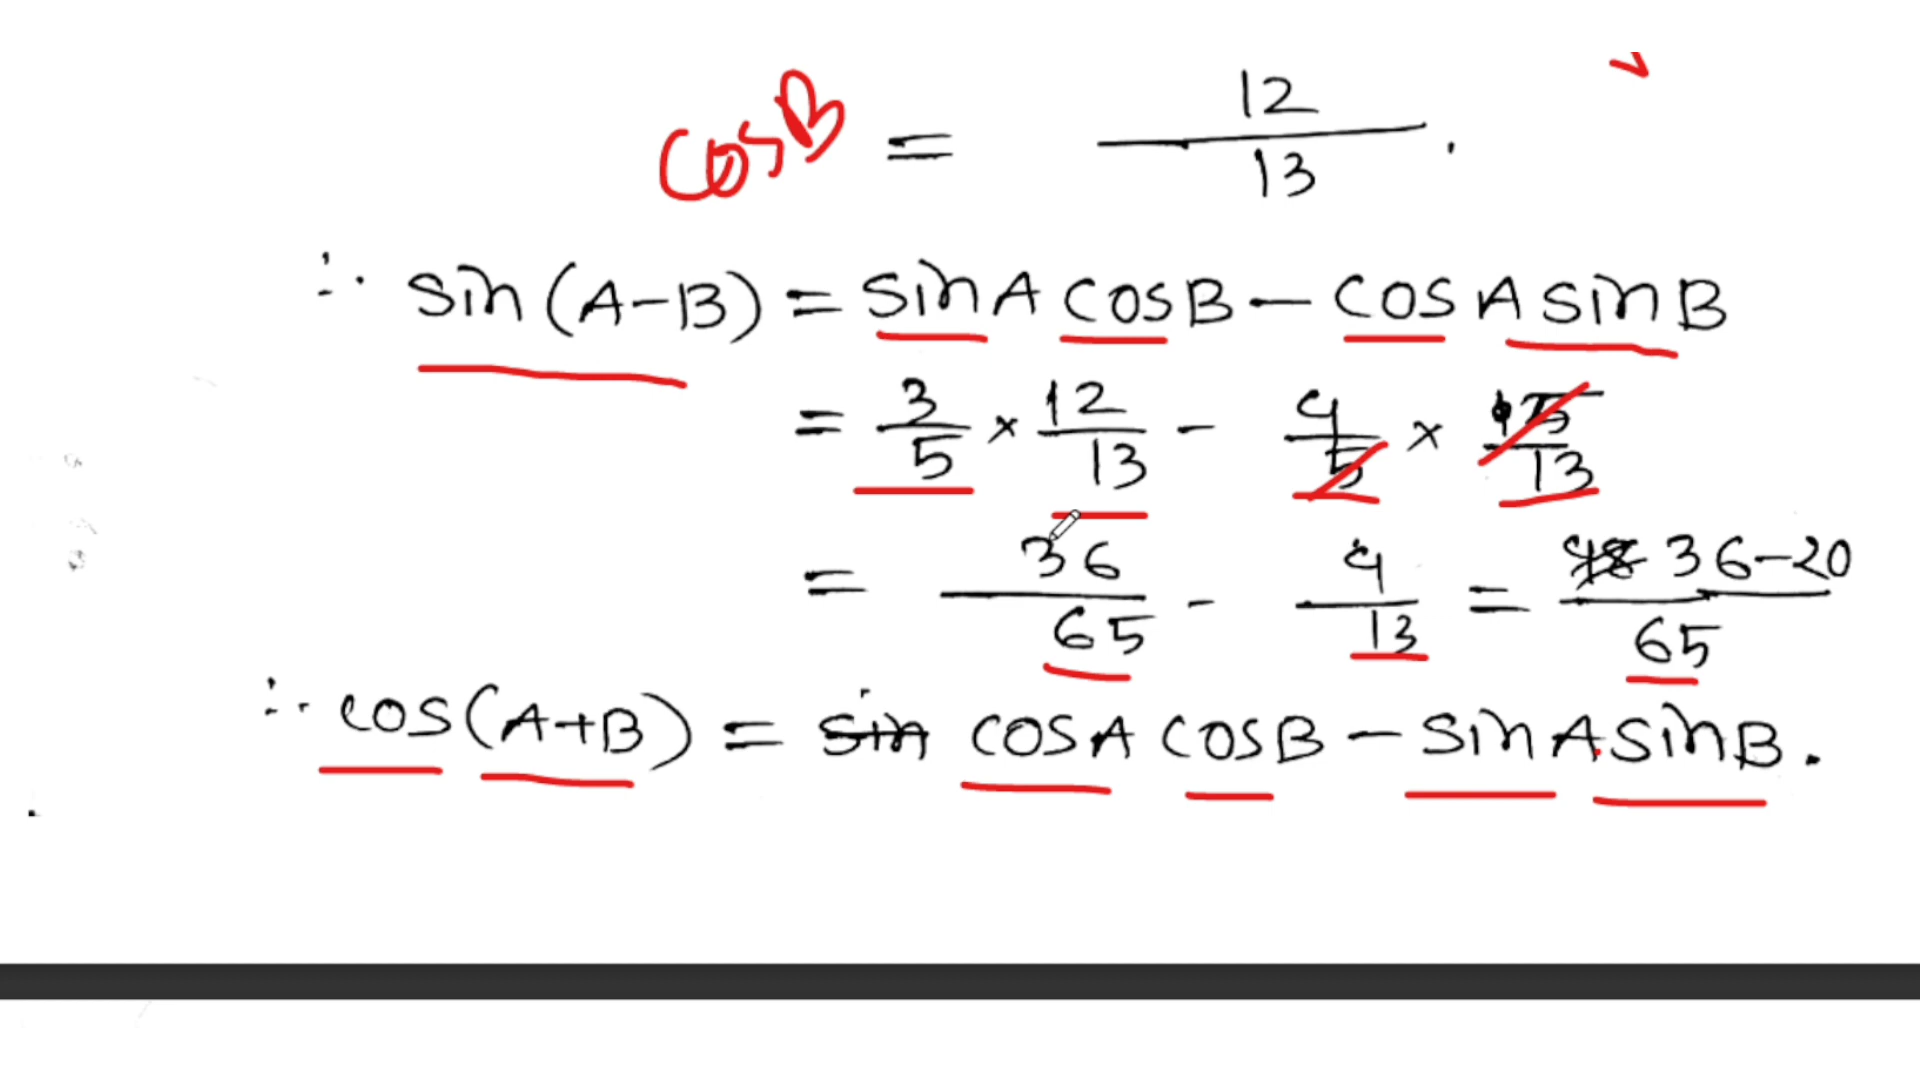 cosB = 12/13 .
∴ sin(A-B) = sinA cosB - cosA sinB
= 3/5 × 12/13 - 4/5 × 5/13
= 36/65 - 4/13 = 36-20/65
∴ cos(A+B) = sin cosA cosB - sinA sinB.